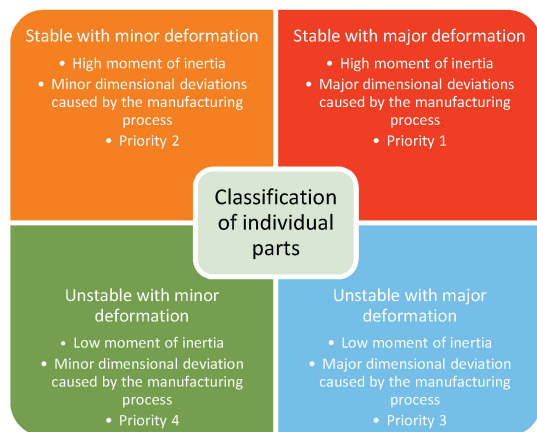 Stable with minor deformation
• High moment of inertia
• Minor dimensional deviations
caused by the manufacturing
process
• Priority 2
Stable with major deformation
• High moment of inertia
• Major dimensional deviations
caused by the manufacturing
process
• Priority 1
Classification
of individual
parts
Unstable with minor
deformation
• Low moment of inertia
• Minor dimensional deviation
caused by the manufacturing
process
• Priority 4
Unstable with major
deformation
• Low moment of inertia
• Major dimensional deviation
caused by the manufacturing
process
• Priority 3